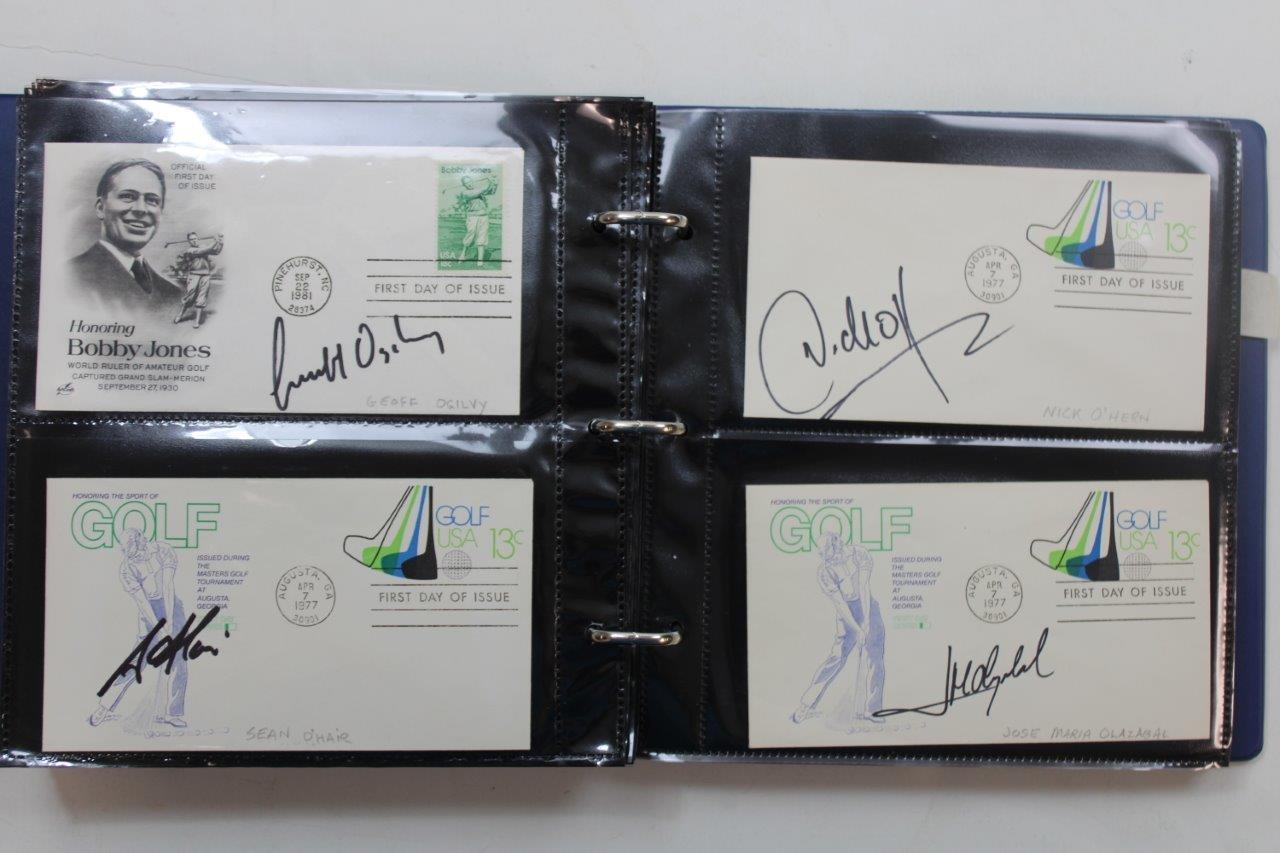 OFFICIAL
FIRST DAY
OF ISSUE
Bobby Jones
USA
18c
PINEHURST, NC
SEP
22
1981
28374
FIRST DAY OF ISSUE
Honoring
Bobby Jones
WORLD RULER OF AMATEUR GOLF
CAPTURED GRAND SLAM-MERION
SEPTEMBER 27, 1930
Geoff Ogilvy
GEOFF OGILVY
GOLF
USA 13c
AUGUSTA, GA
APR
7
1977
30901
FIRST DAY OF ISSUE
NICK O'HERN
HONORING THE SPORT OF
GOLF
ISSUED DURING
THE
MASTERS GOLF
TOURNAMENT
AT
AUGUSTA,
GEORGIA
GOLF
USA 13c
AUGUSTA, GA
APR
7
1977
30901
FIRST DAY OF ISSUE
SEAN O'HAIR
HONORING THE SPORT OF
GOLF
ISSUED DURING
THE
MASTERS GOLF
TOURNAMENT
AT
AUGUSTA,
GEORGIA
GOLF
USA 13c
AUGUSTA, GA
APR
7
1977
30901
FIRST DAY OF ISSUE
JOSE MARIA OLAZABAL